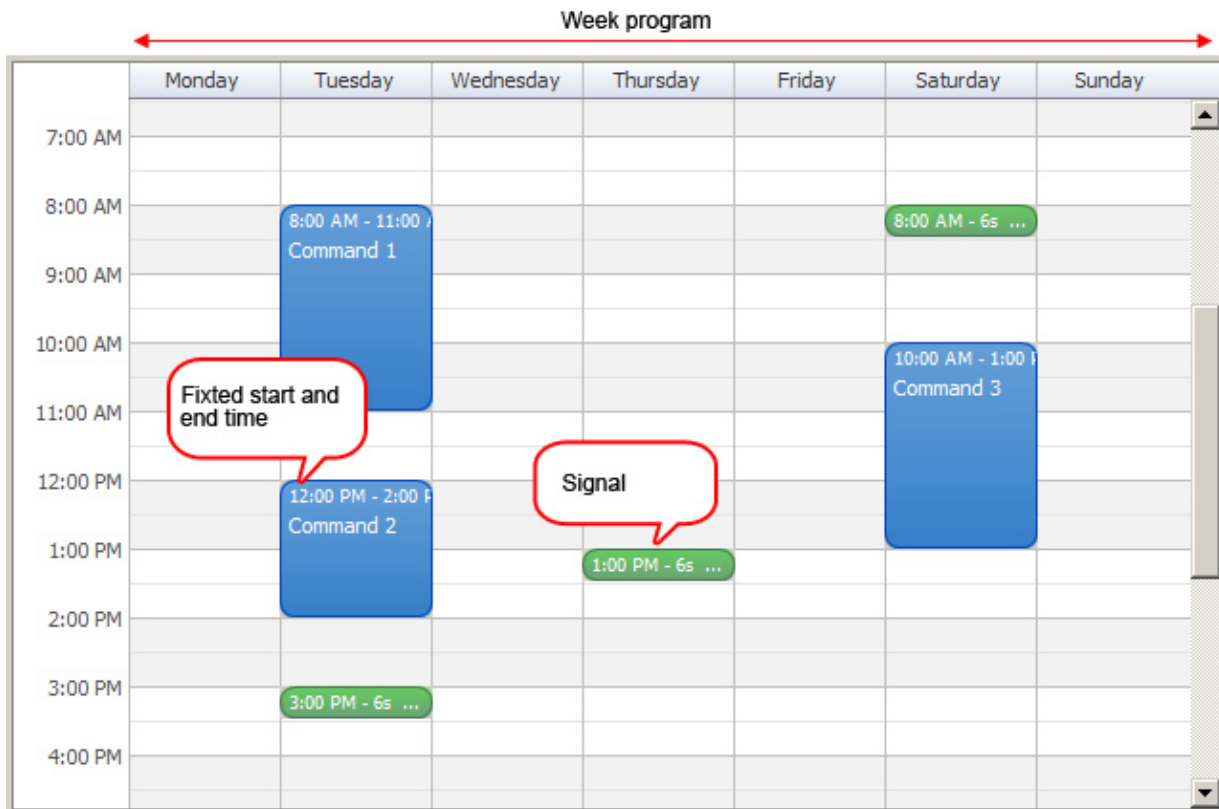 Week program
Monday Tuesday Wednesday Thursday Friday Saturday Sunday
7:00 AM
8:00 AM
8:00 AM - 11:00
Command 1
8:00 AM - 6s ...
9:00 AM
10:00 AM
10:00 AM - 1:00
Command 3
Fixted start and
end time
11:00 AM
Signal
12:00 PM
12:00 PM - 2:00
Command 2
1:00 PM
1:00 PM - 6s ...
2:00 PM
3:00 PM
3:00 PM - 6s ...
4:00 PM